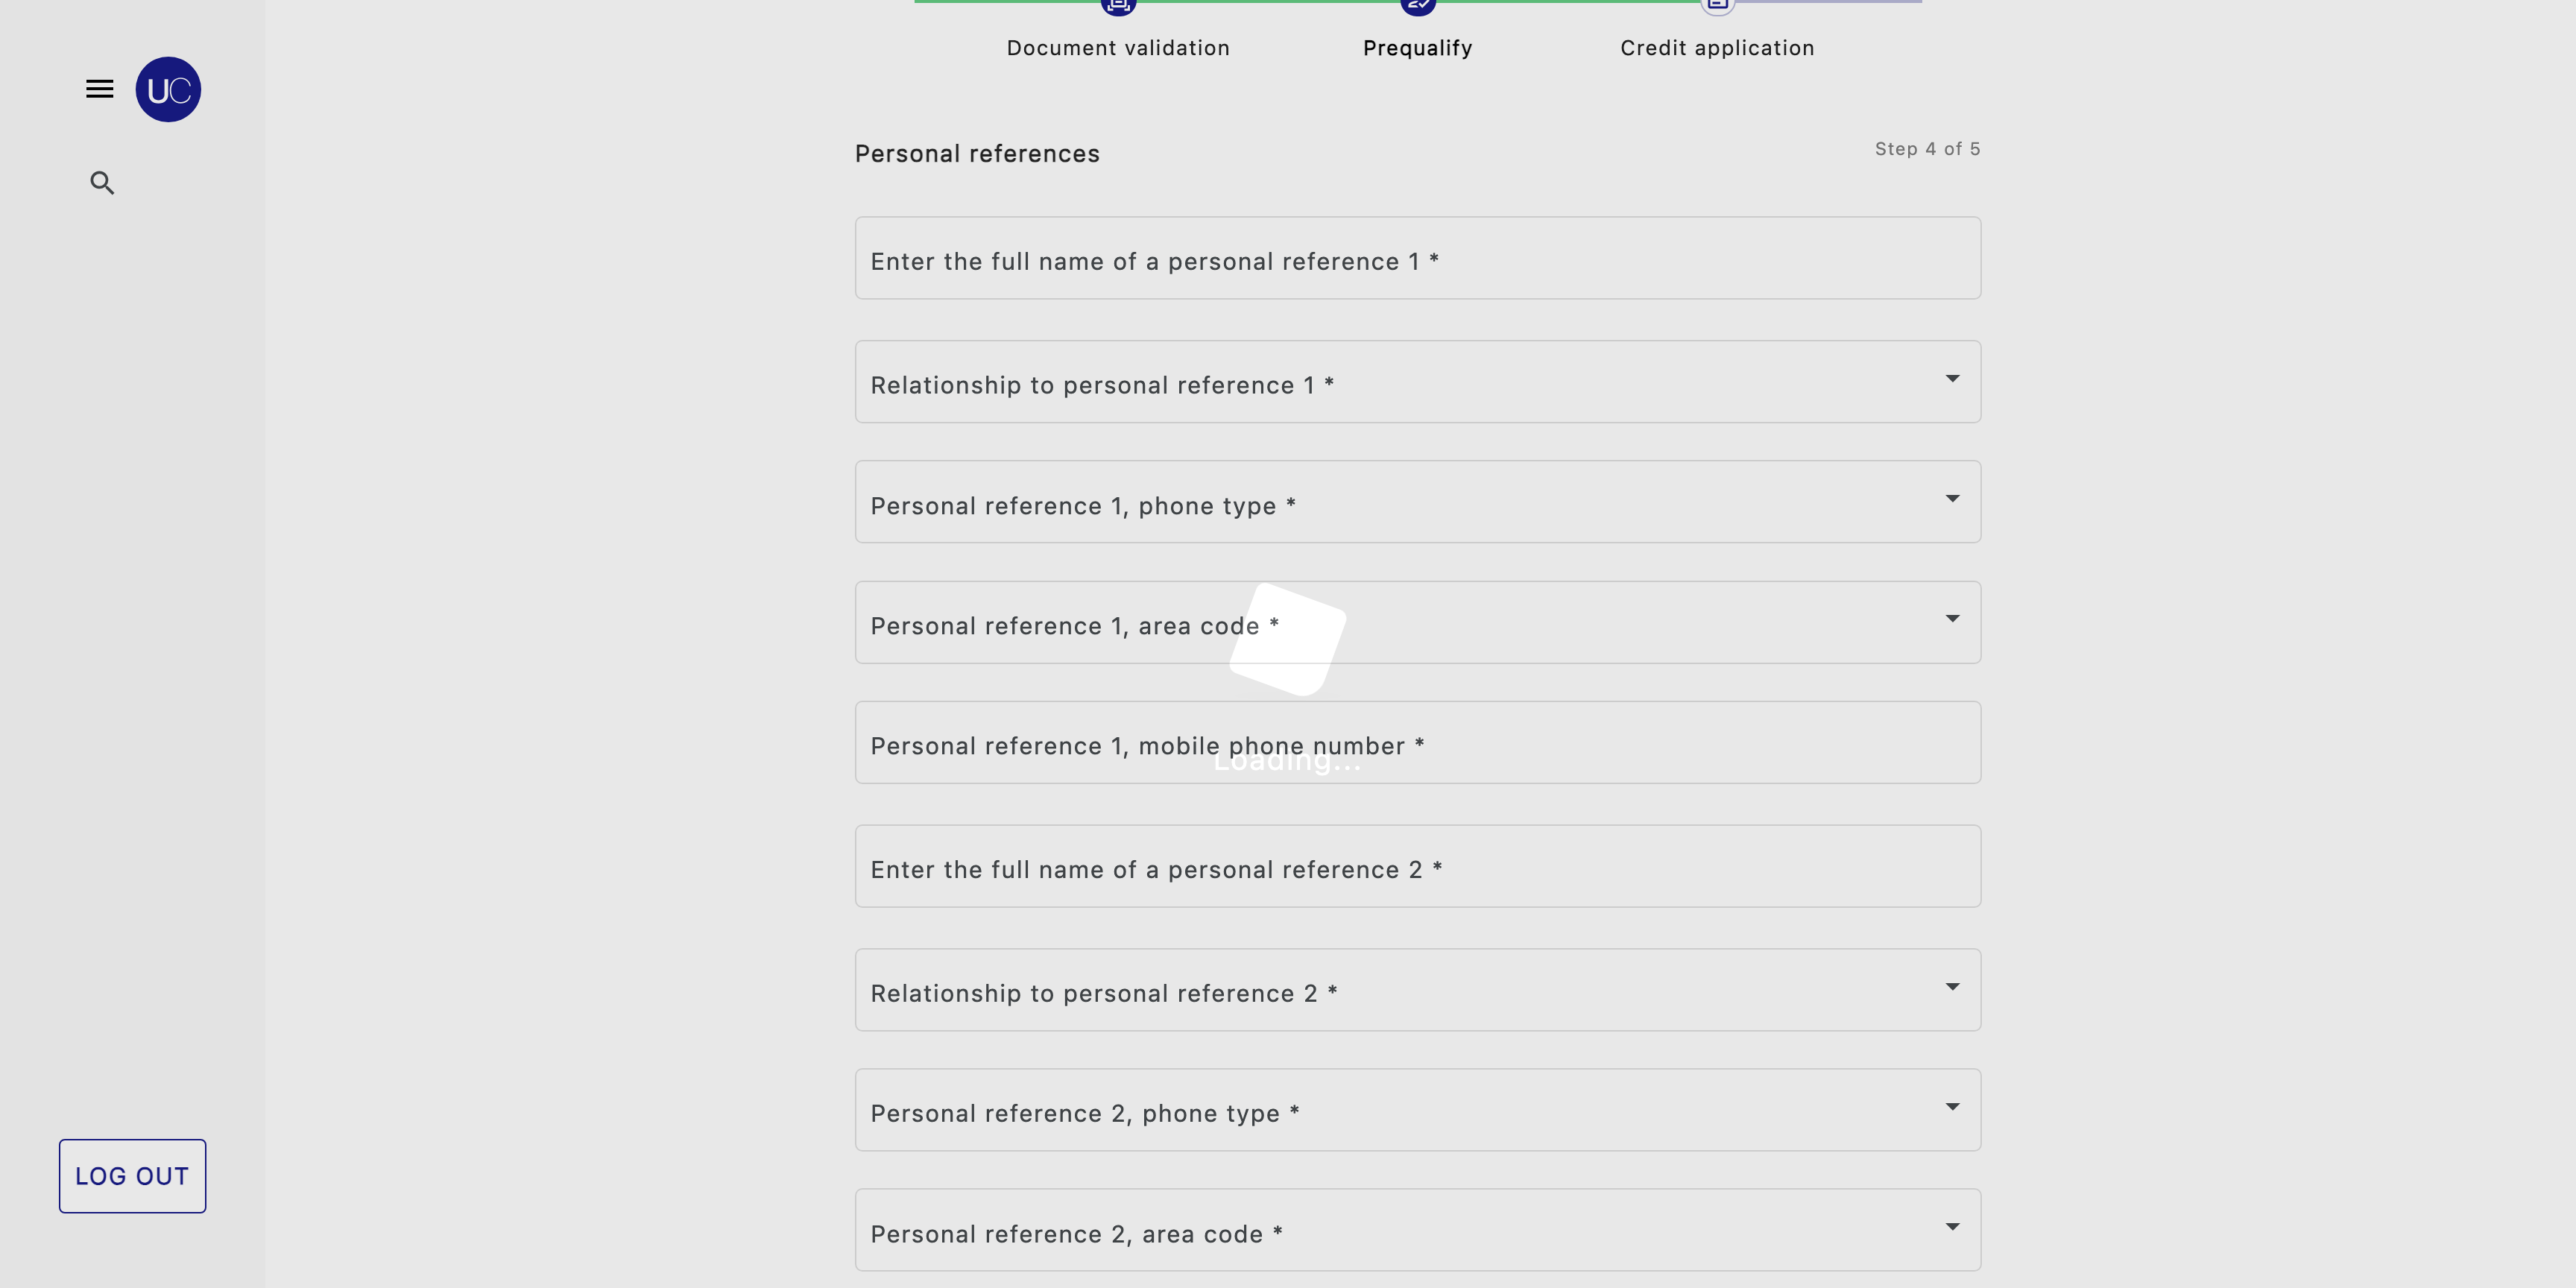 Document validation
Prequalify
Credit application
UC
Personal references
Step 4 of 5
Enter the full name of a personal reference 1 *
Relationship to personal reference 1 *
Personal reference 1, phone type *
Personal reference 1, area code *
Personal reference 1, mobile phone number *
Loading...
Enter the full name of a personal reference 2 *
Relationship to personal reference 2 *
Personal reference 2, phone type *
LOG OUT
Personal reference 2, area code *